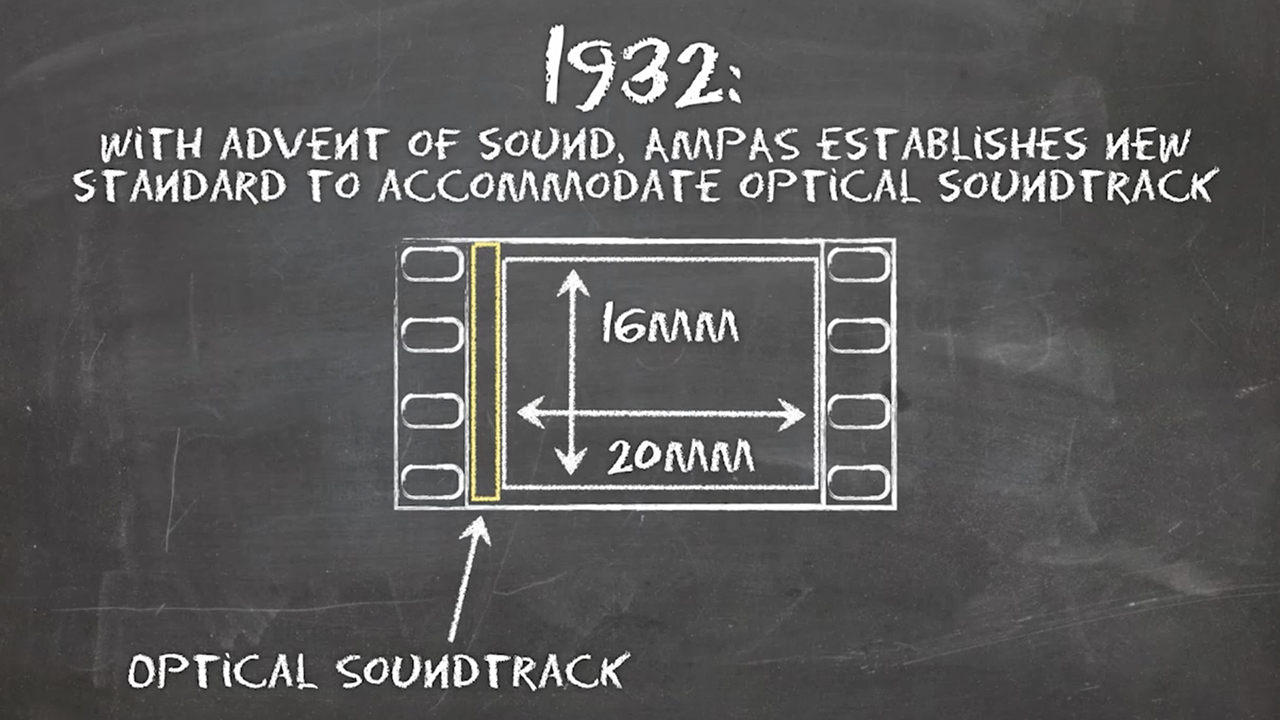 1932:
WITH ADVENT OF SOUND, AMPAS ESTABLISHES NEW
STANDARD TO ACCOMMODATE OPTICAL SOUNDTRACK
16MM
20MM
OPTICAL SOUNDTRACK